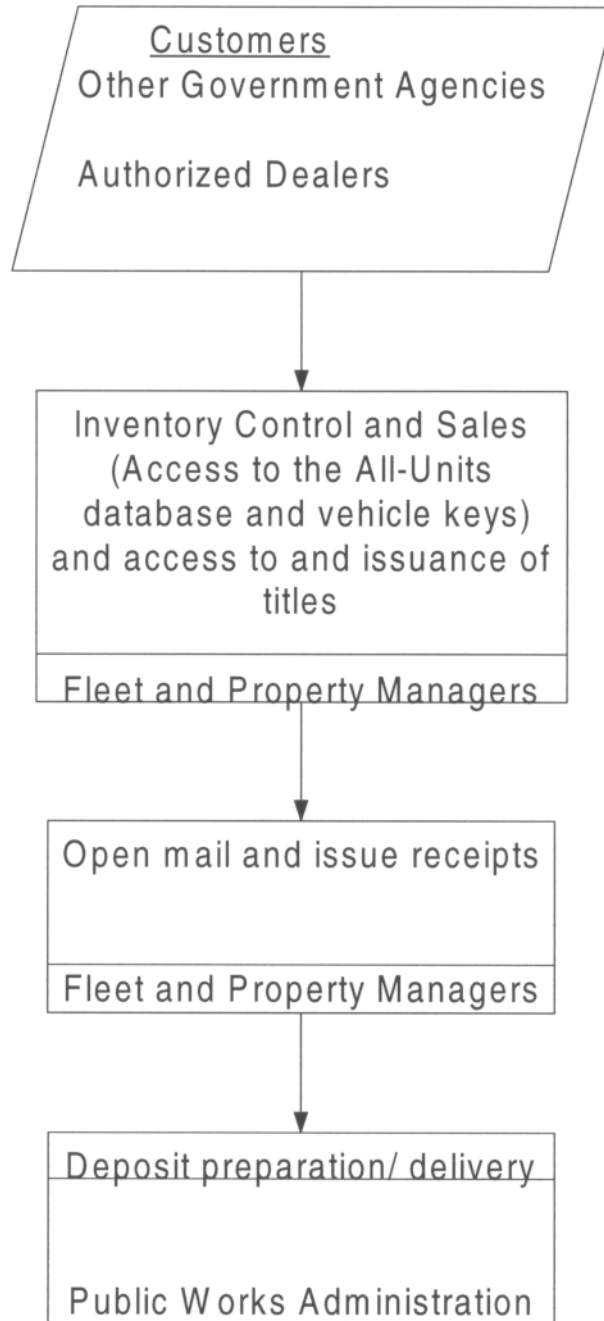 Customers
Other Government Agencies
Authorized Dealers
Inventory Control and Sales
(Access to the All-Units
database and vehicle keys)
and access to and issuance of
titles
Fleet and Property Managers
Open mail and issue receipts
Fleet and Property Managers
Deposit preparation/ delivery
Public Works Administration